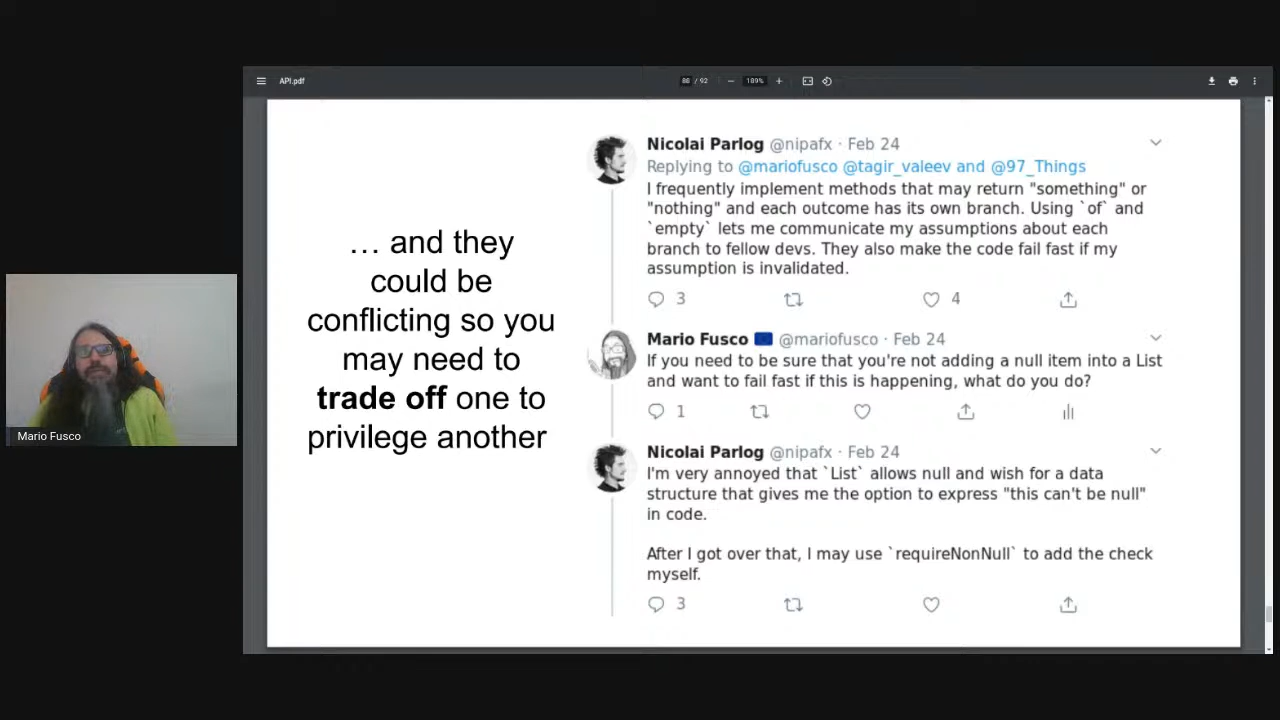 API.pdf
88 / 92
189%
Nicolai Parlog @nipafx · Feb 24
Replying to @mariofusco @tagir_valeev and @97_Things
I frequently implement methods that may return "something" or
"nothing" and each outcome has its own branch. Using `of` and
`empty` lets me communicate my assumptions about each
branch to fellow devs. They also make the code fail fast if my
assumption is invalidated.
3
4
… and they
could be
conflicting so you
may need to
trade off one to
privilege another
Mario Fusco @mariofusco · Feb 24
If you need to be sure that you're not adding a null item into a List
and want to fail fast if this is happening, what do you do?
1
Nicolai Parlog @nipafx · Feb 24
I'm very annoyed that `List` allows null and wish for a data
structure that gives me the option to express "this can't be null"
in code.
After I got over that, I may use `requireNonNull` to add the check
myself.
3
Mario Fusco